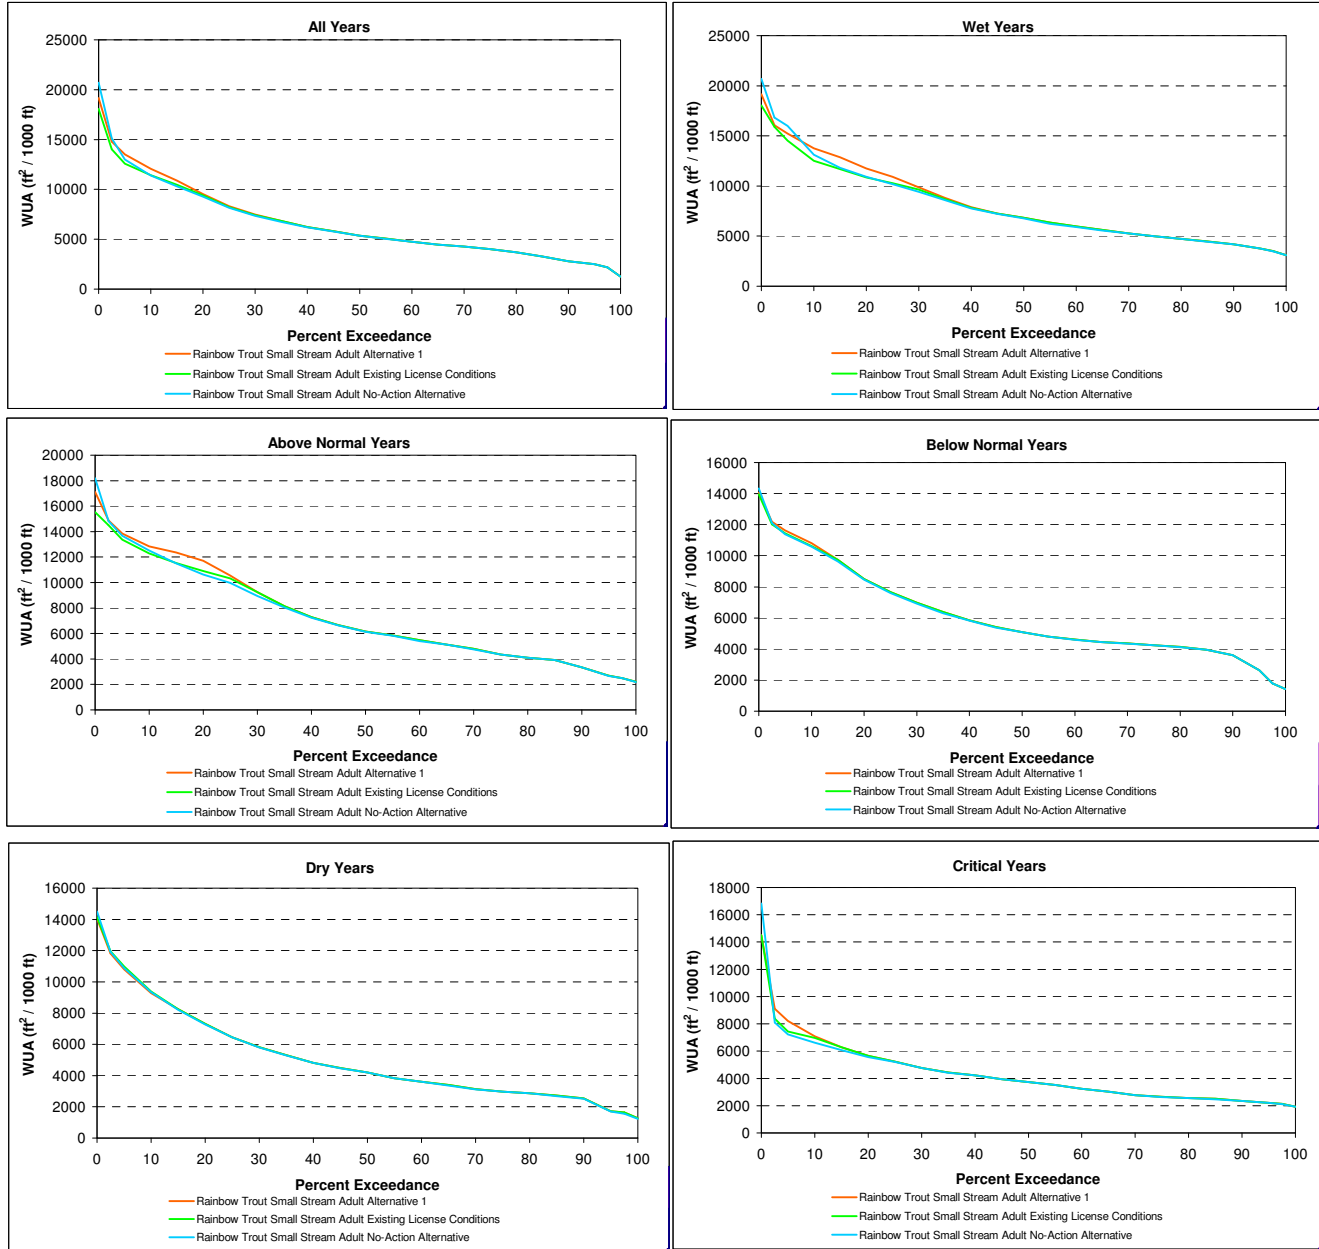 All Years
WUA (ft² / 1000 ft)
25000
20000
15000
10000
5000
0
0 10 20 30 40 50 60 70 80 90 100
Percent Exceedance
Rainbow Trout Small Stream Adult Alternative 1
Rainbow Trout Small Stream Adult Existing License Conditions
Rainbow Trout Small Stream Adult No-Action Alternative
Wet Years
WUA (ft² / 1000 ft)
25000
20000
15000
10000
5000
0
0 10 20 30 40 50 60 70 80 90 100
Percent Exceedance
Rainbow Trout Small Stream Adult Alternative 1
Rainbow Trout Small Stream Adult Existing License Conditions
Rainbow Trout Small Stream Adult No-Action Alternative
Above Normal Years
WUA (ft² / 1000 ft)
20000
18000
16000
14000
12000
10000
8000
6000
4000
2000
0
0 10 20 30 40 50 60 70 80 90 100
Percent Exceedance
Rainbow Trout Small Stream Adult Alternative 1
Rainbow Trout Small Stream Adult Existing License Conditions
Rainbow Trout Small Stream Adult No-Action Alternative
Below Normal Years
WUA (ft² / 1000 ft)
16000
14000
12000
10000
8000
6000
4000
2000
0
0 10 20 30 40 50 60 70 80 90 100
Percent Exceedance
Rainbow Trout Small Stream Adult Alternative 1
Rainbow Trout Small Stream Adult Existing License Conditions
Rainbow Trout Small Stream Adult No-Action Alternative
Dry Years
WUA (ft² / 1000 ft)
16000
14000
12000
10000
8000
6000
4000
2000
0
0 10 20 30 40 50 60 70 80 90 100
Percent Exceedance
Rainbow Trout Small Stream Adult Alternative 1
Rainbow Trout Small Stream Adult Existing License Conditions
Rainbow Trout Small Stream Adult No-Action Alternative
Critical Years
WUA (ft² / 1000 ft)
18000
16000
14000
12000
10000
8000
6000
4000
2000
0
0 10 20 30 40 50 60 70 80 90 100
Percent Exceedance
Rainbow Trout Small Stream Adult Alternative 1
Rainbow Trout Small Stream Adult Existing License Conditions
Rainbow Trout Small Stream Adult No-Action Alternative